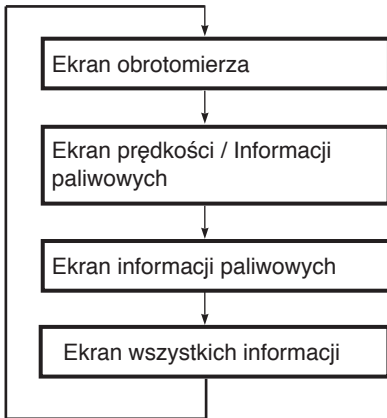 Ekran obrotomierza
Ekran prędkości / Informacji
paliwowych
Ekran informacji paliwowych
Ekran wszystkich informacji